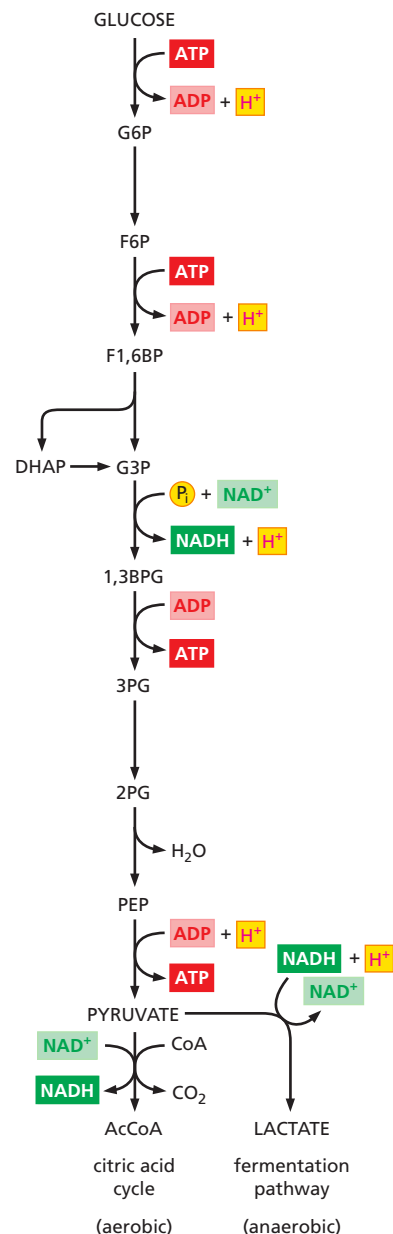 GLUCOSE
ATP
ADP + H⁺
G6P
F6P
ATP
ADP + H⁺
F1,6BP
DHAP
G3P
Pᵢ + NAD⁺
NADH + H⁺
1,3BPG
ADP
ATP
3PG
2PG
H₂O
PEP
ADP + H⁺
ATP
NADH + H⁺
NAD⁺
PYRUVATE
NAD⁺
CoA
NADH
CO₂
AcCoA
LACTATE
citric acid
cycle
fermentation
pathway
(aerobic)
(anaerobic)